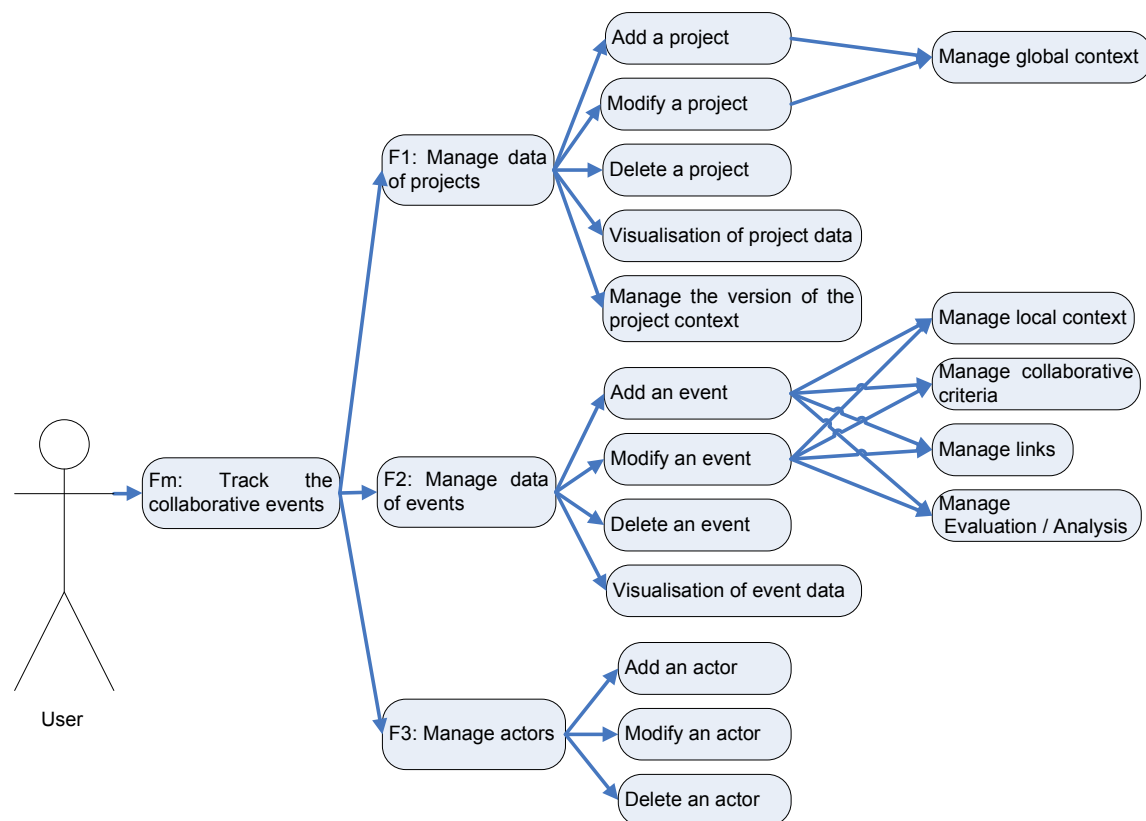 User
Fm: Track the
collaborative events
F1: Manage data
of projects
Add a project
Modify a project
Delete a project
Visualisation of project data
Manage the version of the
project context
Manage global context
F2: Manage data
of events
Add an event
Modify an event
Delete an event
Visualisation of event data
Manage local context
Manage collaborative
criteria
Manage links
Manage
Evaluation / Analysis
F3: Manage actors
Add an actor
Modify an actor
Delete an actor